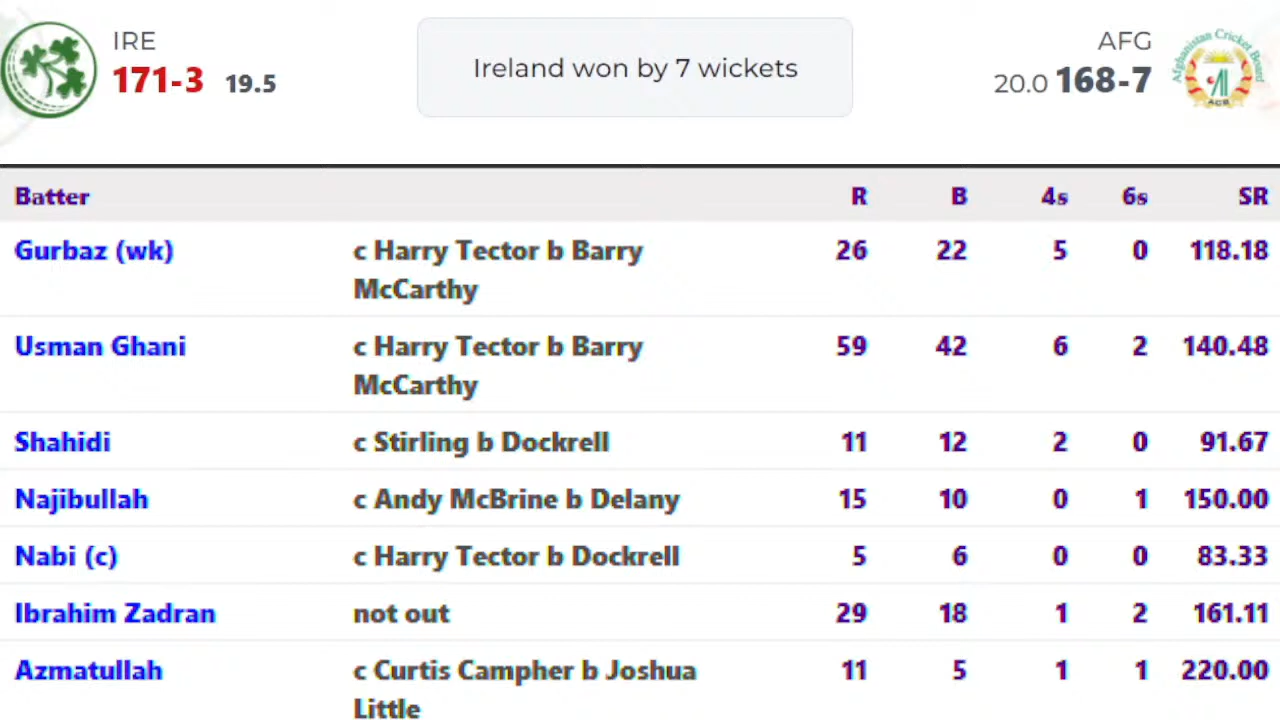 IRE
171-3 19.5
Ireland won by 7 wickets
AFG
20.0 168-7
Afghanistan Cricket Board
ACB
Batter R B 4s 6s SR
Gurbaz (wk) c Harry Tector b Barry 26 22 5 0 118.18
McCarthy
Usman Ghani c Harry Tector b Barry 59 42 6 2 140.48
McCarthy
Shahidi c Stirling b Dockrell 11 12 2 0 91.67
Najibullah c Andy McBrine b Delany 15 10 0 1 150.00
Nabi (c) c Harry Tector b Dockrell 5 6 0 0 83.33
Ibrahim Zadran not out 29 18 1 2 161.11
Azmatullah c Curtis Campher b Joshua 11 5 1 1 220.00
Little